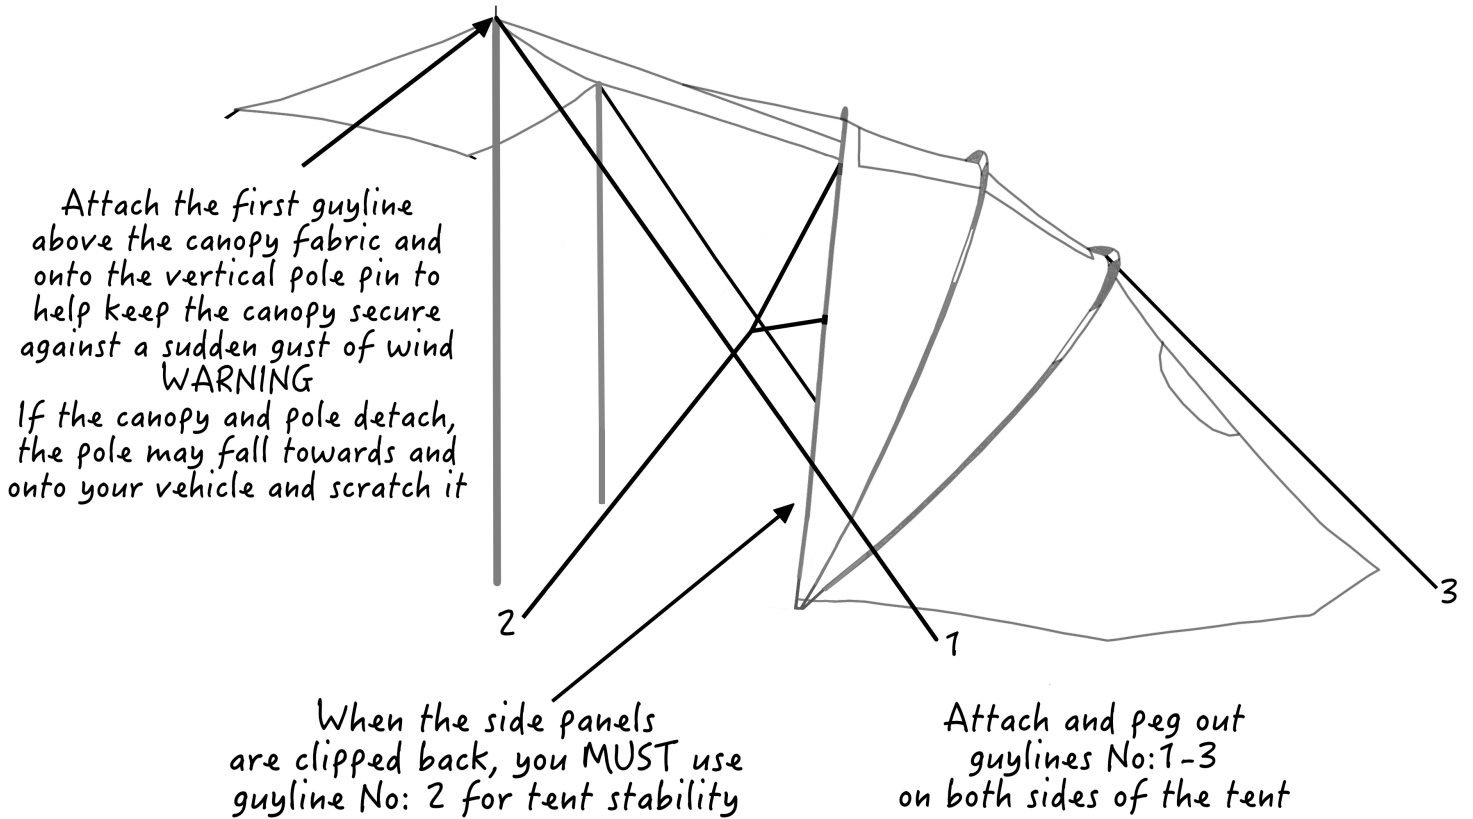 Attach the first guyline
above the canopy fabric and
onto the vertical pole pin to
help keep the canopy secure
against a sudden gust of wind
WARNING
If the canopy and pole detach,
the pole may fall towards and
onto your vehicle and scratch it
2
1
3
When the side panels
are clipped back, you MUST use
guyline No: 2 for tent stability
Attach and peg out
guylines No:1-3
on both sides of the tent